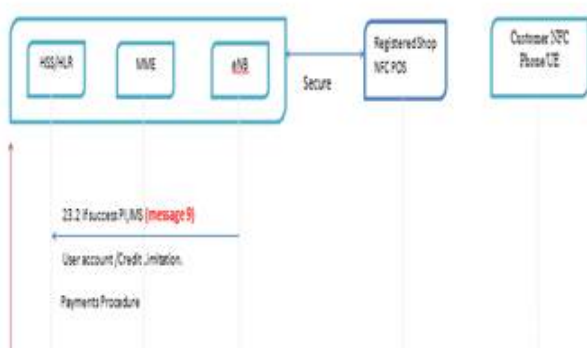 HSS/HLR
MME
eNB
Secure
Registered Shop
NFC POS
Customer NFC
Phone UE
23.2 if success PI, IMS (message 9)
User account /Credit Limitation.
Payments Procedure